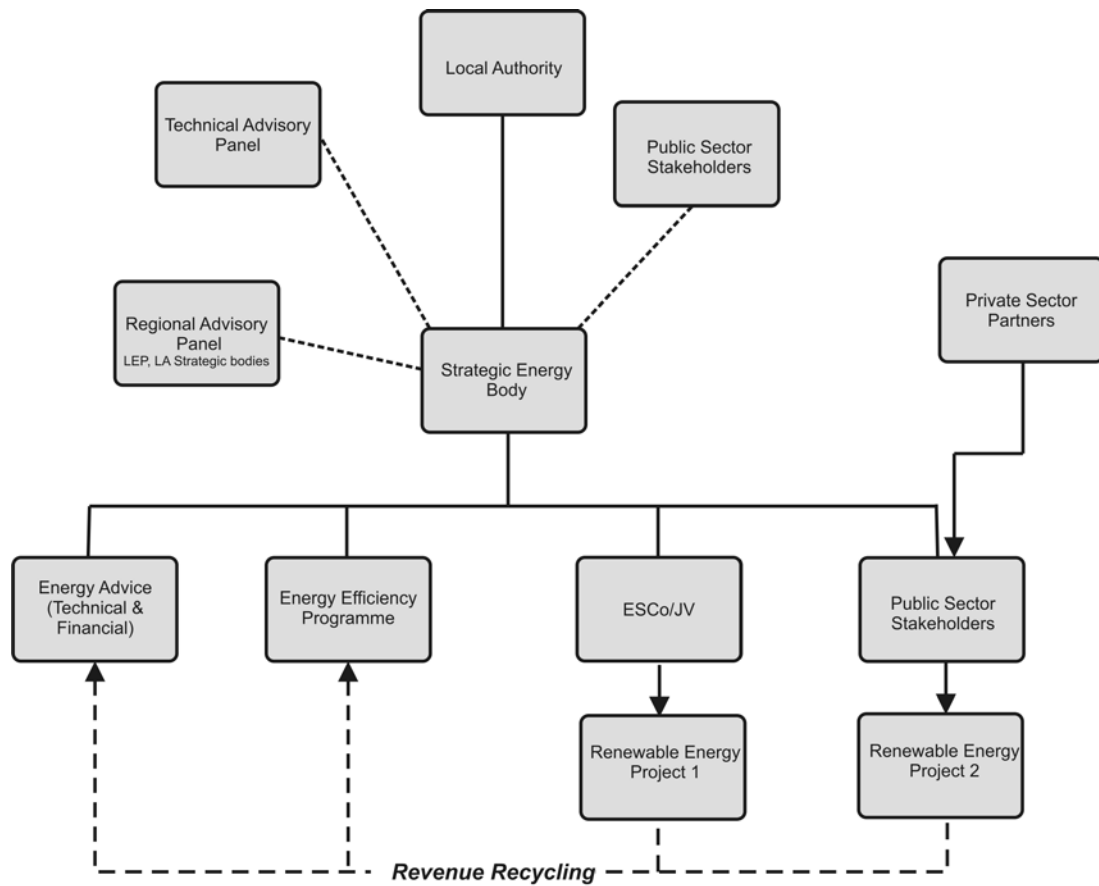 Local Authority
Technical Advisory
Panel
Public Sector
Stakeholders
Regional Advisory
Panel
LEP, LA Strategic bodies
Private Sector
Partners
Strategic Energy
Body
Energy Advice
(Technical &
Financial)
Energy Efficiency
Programme
ESCo/JV
Public Sector
Stakeholders
Renewable Energy
Project 1
Renewable Energy
Project 2
Revenue Recycling